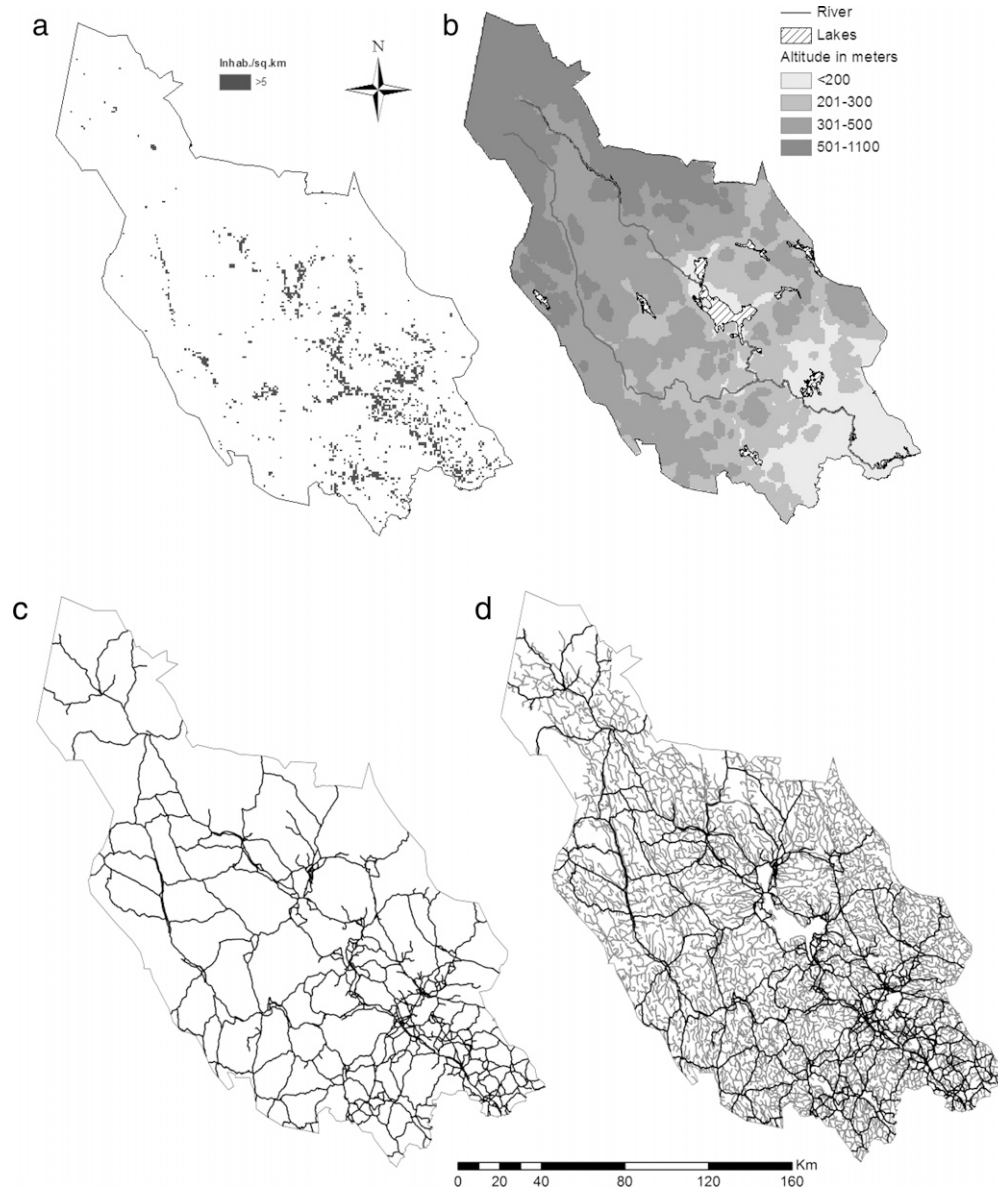 a
Inhab./sq.km
>5
N
b
River
Lakes
Altitude in meters
<200
201-300
301-500
501-1100
c
d
Km
0 20 40 80 120 160